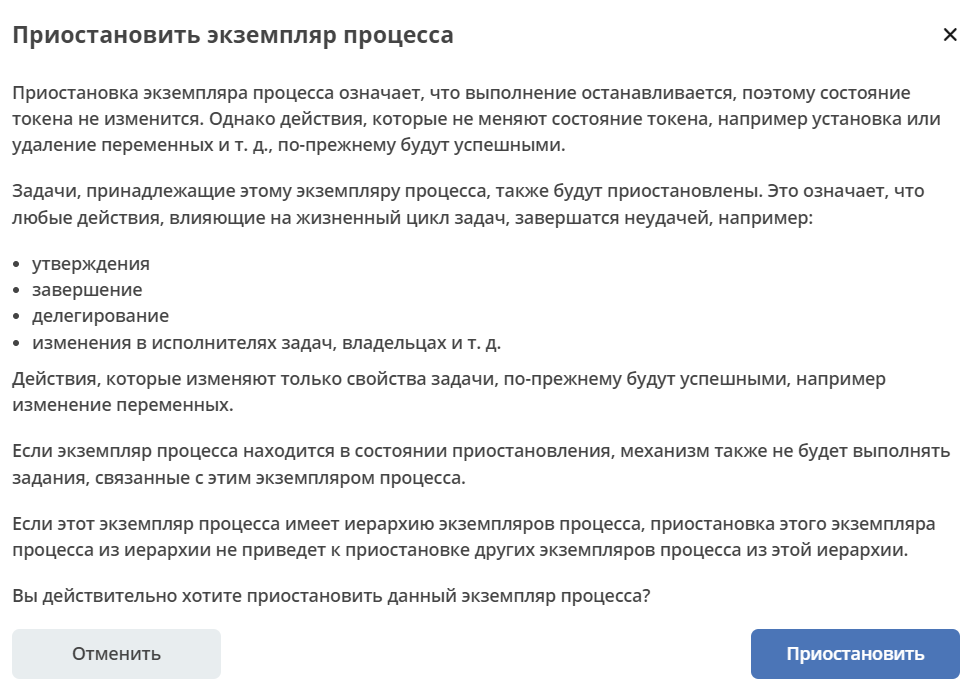 Приостановить экземпляр процесса
Приостановка экземпляра процесса означает, что выполнение останавливается, поэтому состояние
токена не изменится. Однако действия, которые не меняют состояние токена, например установка или
удаление переменных и т. д., по-прежнему будут успешными.
Задачи, принадлежащие этому экземпляру процесса, также будут приостановлены. Это означает, что
любые действия, влияющие на жизненный цикл задач, завершатся неудачей, например:
• утверждения
• завершение
• делегирование
• изменения в исполнителях задач, владельцах и т. д.
Действия, которые изменяют только свойства задачи, по-прежнему будут успешными, например
изменение переменных.
Если экземпляр процесса находится в состоянии приостановления, механизм также не будет выполнять
задания, связанные с этим экземпляром процесса.
Если этот экземпляр процесса имеет иерархию экземпляров процесса, приостановка этого экземпляра
процесса из иерархии не приведет к приостановке других экземпляров процесса из этой иерархии.
Вы действительно хотите приостановить данный экземпляр процесса?
Отменить
Приостановить